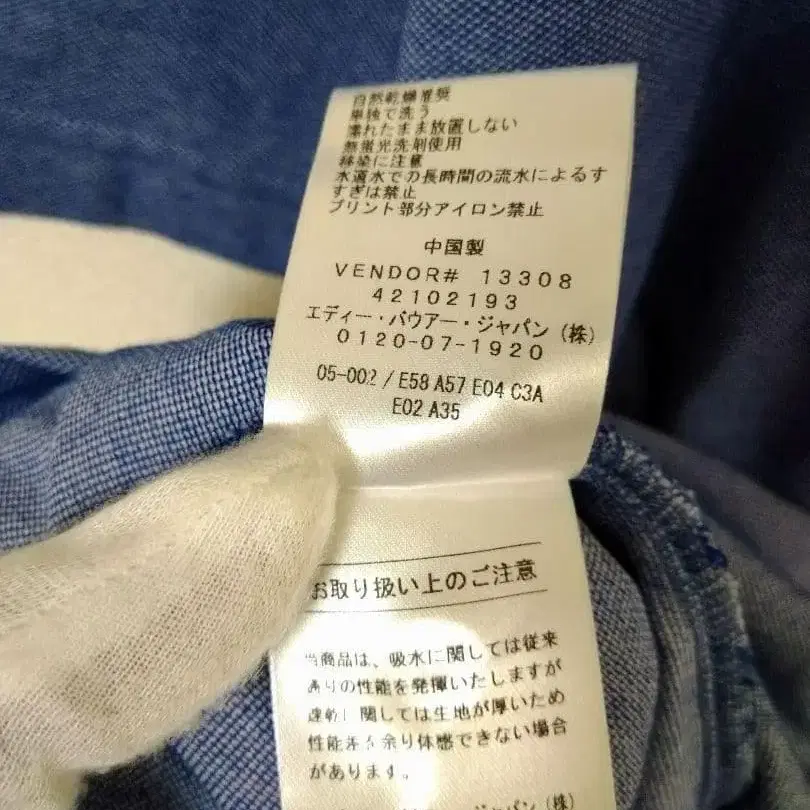 自然乾燥推奨
単独で洗う
濡れたまま放置しない
無蛍光洗剤使用
移染に注意
水道水での長時間の流水によるす
すぎは禁止
プリント部分アイロン禁止
中国製
VENDOR# 13308
42102193
エディー・バウアー・ジャパン(株)
0120-07-1920
05-002 / E58 A57 E04 C3A
E02 A35
お取り扱い上のご注意
当商品は、吸水に関しては従来
ありの性能を発揮いたしますが
速乾に関しては生地が厚いため
性能を余り体感できない場合
があります。
・ジャパン(株)